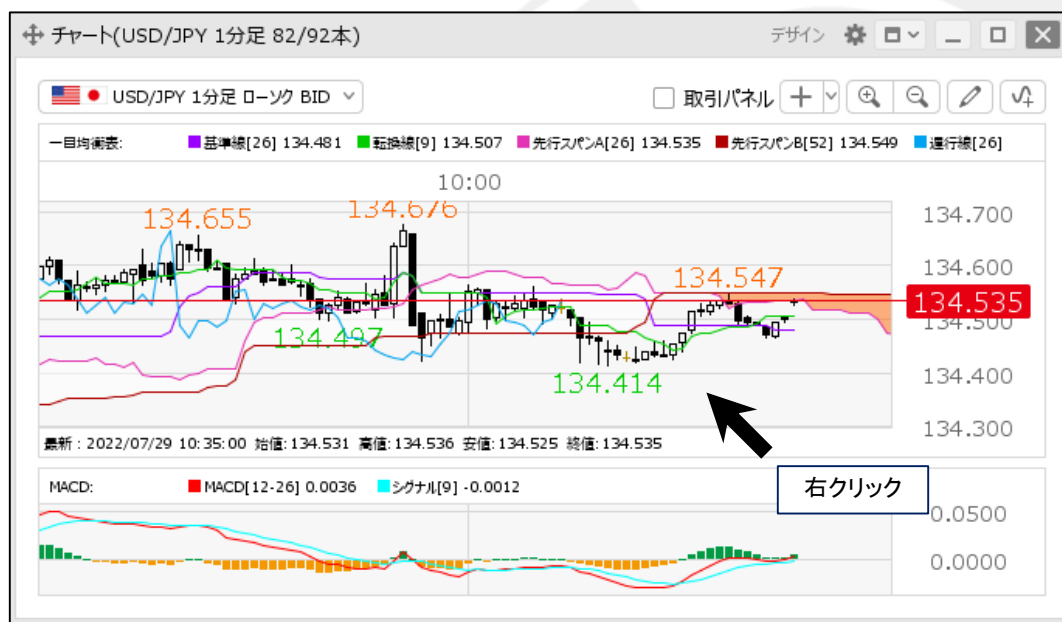 チャート(USD/JPY 1分足 82/92本)
デザイン
USD/JPY 1分足 ローソク BID
取引パネル
一目均衡表: 基準線[26] 134.481 転換線[9] 134.507 先行スパンA[26] 134.535 先行スパンB[52] 134.549 遅行線[26]
10:00
134.655
134.676
134.547
134.497
134.414
134.700
134.600
134.535
134.500
134.400
134.300
最新 : 2022/07/29 10:35:00 始値: 134.531 高値: 134.536 安値: 134.525 終値: 134.535
右クリック
MACD: MACD[12-26] 0.0036 シグナル[9] -0.0012
0.0500
0.0000